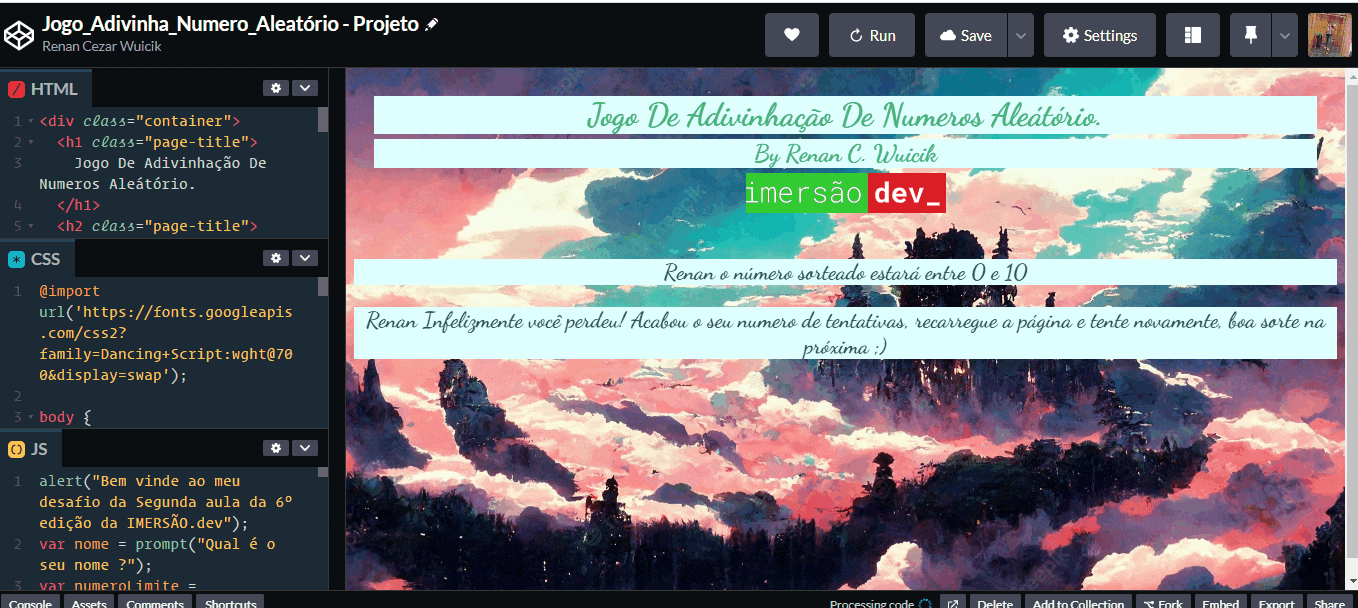 Jogo_Adivinha_Numero_Aleatório - Projeto
Renan Cezar Wuicik
Run
Save
Settings
HTML
1 <div class="container">
2 <h1 class="page-title">
3 Jogo De Adivinhação De
Numeros Aleátório.
4 </h1>
5 <h2 class="page-title">
CSS
1 @import
url('https://fonts.googleapis
.com/css2?
family=Dancing+Script:wght@70
0&display=swap');
2
3 body {
JS
1 alert("Bem vinde ao meu
desafio da Segunda aula da 6º
edição da IMERSÃO.dev");
2 var nome = prompt("Qual é o
seu nome ?");
3 var numeroLimite =
Jogo De Adivinhação De Numeros Aleátório.
By Renan C. Wuicik
imersão dev_
Renan o número sorteado estará entre 0 e 10
Renan Infelizmente você perdeu! Acabou o seu numero de tentativas, recarregue a página e tente novamente, boa sorte na
próxima ;)
Console
Assets
Comments
Shortcuts
Processing code
Delete
Add to Collection
Fork
Embed
Export
Share